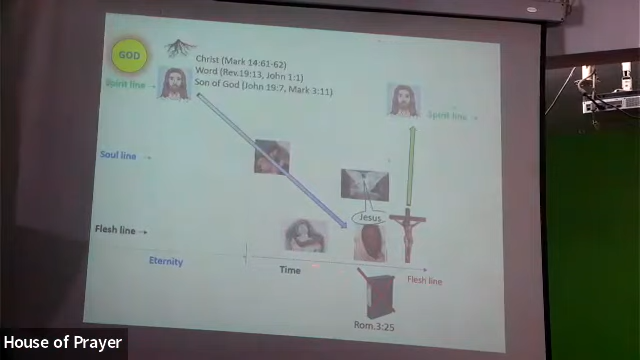 GOD
Christ (Mark 14:61-62)
Word (Rev.19:13, John 1:1)
Son of God (John 19:7, Mark 3:11)
Spirit line
Spirit line
Soul line
Jesus
Flesh line
Eternity
Time
Flesh line
Rom.3:25
House of Prayer